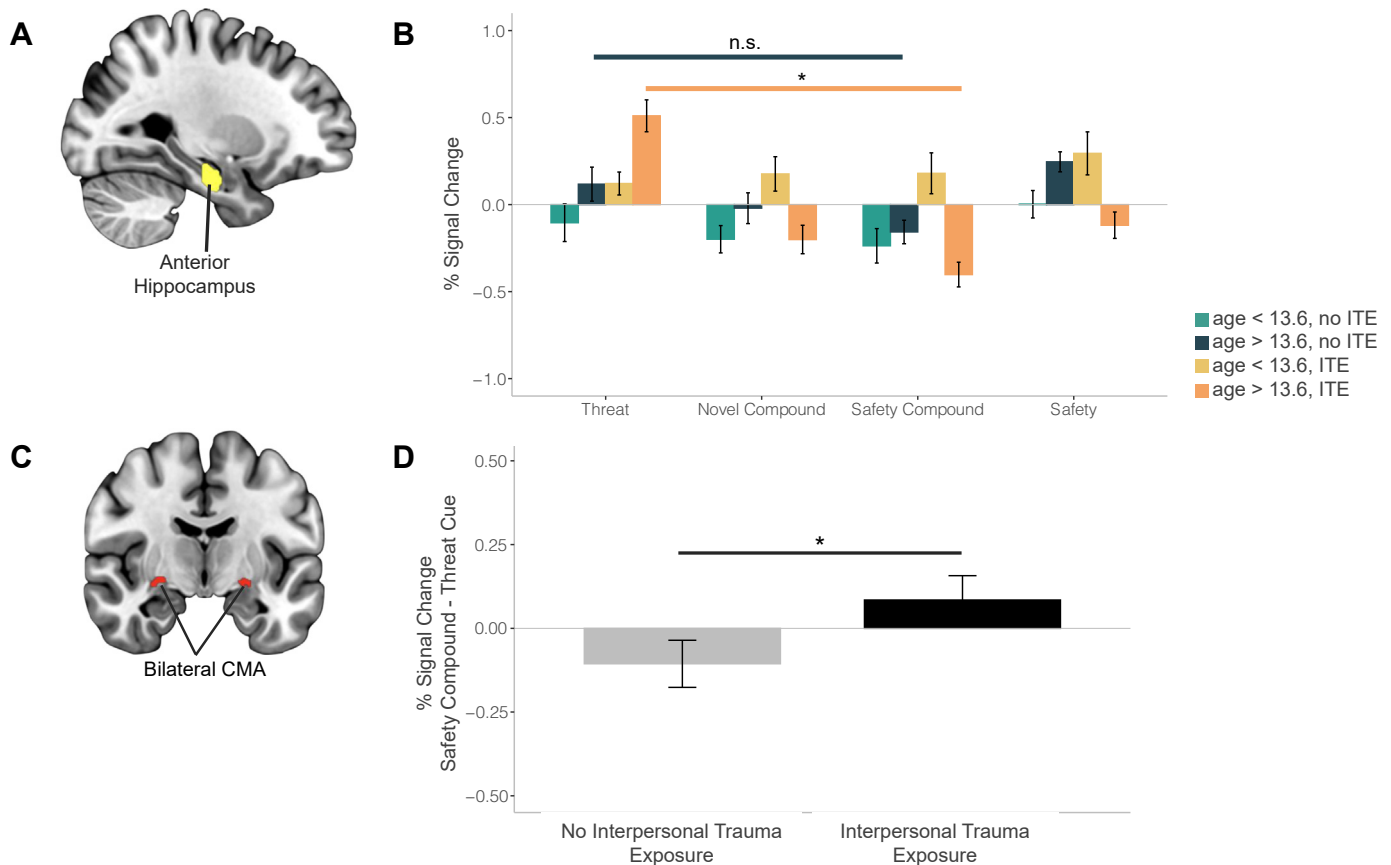 A
Anterior
Hippocampus
B
% Signal Change
1.0
0.5
0.0
−0.5
−1.0
n.s.
*
Threat
Novel Compound
Safety Compound
Safety
age < 13.6, no ITE
age > 13.6, no ITE
age < 13.6, ITE
age > 13.6, ITE
C
Bilateral CMA
D
% Signal Change
Safety Compound - Threat Cue
0.50
0.25
0.00
−0.25
−0.50
*
No Interpersonal Trauma
Exposure
Interpersonal Trauma
Exposure